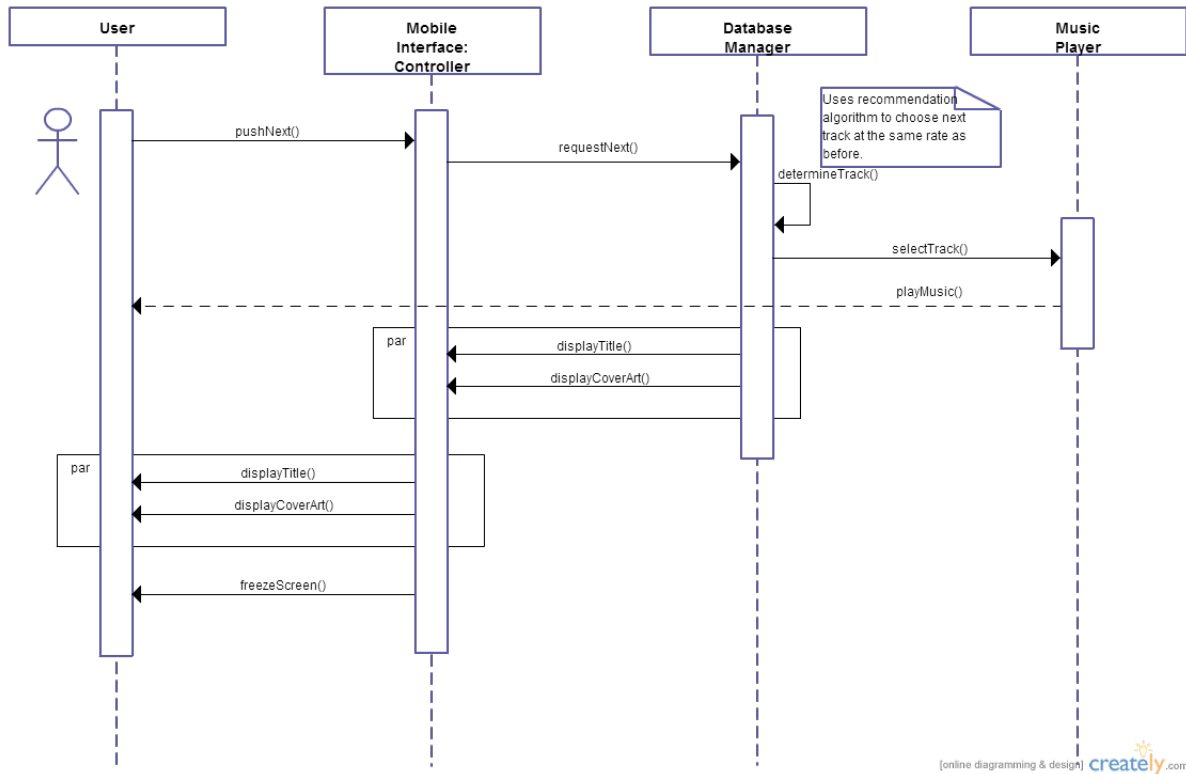 User
Mobile
Interface:
Controller
Database
Manager
Music
Player
Uses recommendation
algorithm to choose next
track at the same rate as
before.
pushNext()
requestNext()
determineTrack()
selectTrack()
playMusic()
par
displayTitle()
displayCoverArt()
par
displayTitle()
displayCoverArt()
freezeScreen()
[online diagramming & design] creately.com